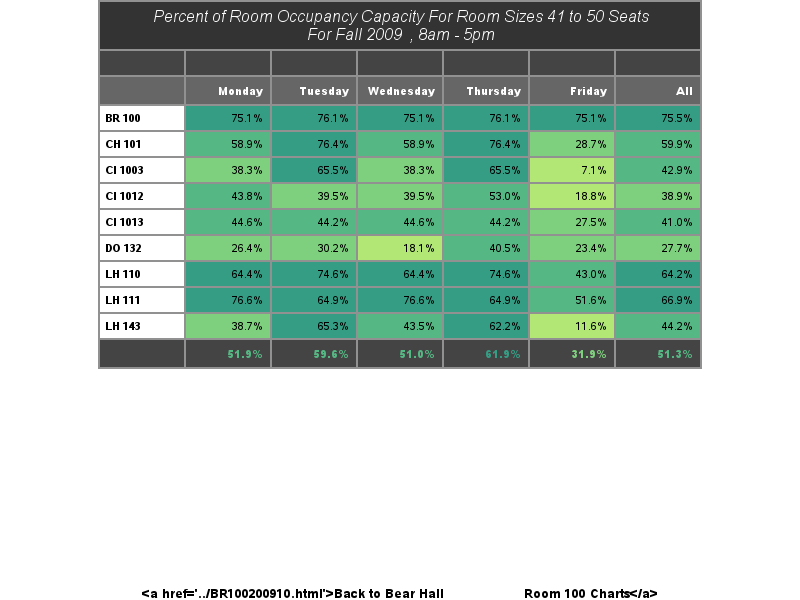 Percent of Room Occupancy Capacity For Room Sizes 41 to 50 Seats
For Fall 2009 , 8am - 5pm
Monday Tuesday Wednesday Thursday Friday All
BR 100 75.1% 76.1% 75.1% 76.1% 75.1% 75.5%
CH 101 58.9% 76.4% 58.9% 76.4% 28.7% 59.9%
CI 1003 38.3% 65.5% 38.3% 65.5% 7.1% 42.9%
CI 1012 43.8% 39.5% 39.5% 53.0% 18.8% 38.9%
CI 1013 44.6% 44.2% 44.6% 44.2% 27.5% 41.0%
DO 132 26.4% 30.2% 18.1% 40.5% 23.4% 27.7%
LH 110 64.4% 74.6% 64.4% 74.6% 43.0% 64.2%
LH 111 76.6% 64.9% 76.6% 64.9% 51.6% 66.9%
LH 143 38.7% 65.3% 43.5% 62.2% 11.6% 44.2%
51.9% 59.6% 51.0% 61.9% 31.9% 51.3%
<a href='../BR100200910.html'>Back to Bear Hall Room 100 Charts</a>